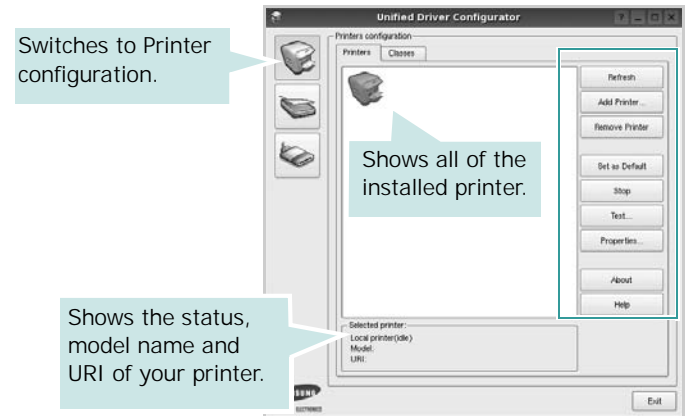 Unified Driver Configurator
Switches to Printer
configuration.
Printers configuration
Printers
Classes
Refresh
Add Printer...
Remove Printer
Set as Default
Stop
Test...
Properties...
About
Help
Shows all of the
installed printer.
Shows the status,
model name and
URI of your printer.
Selected printer:
Local printer(idle)
Model:
URI:
ELECTRONICS
Exit